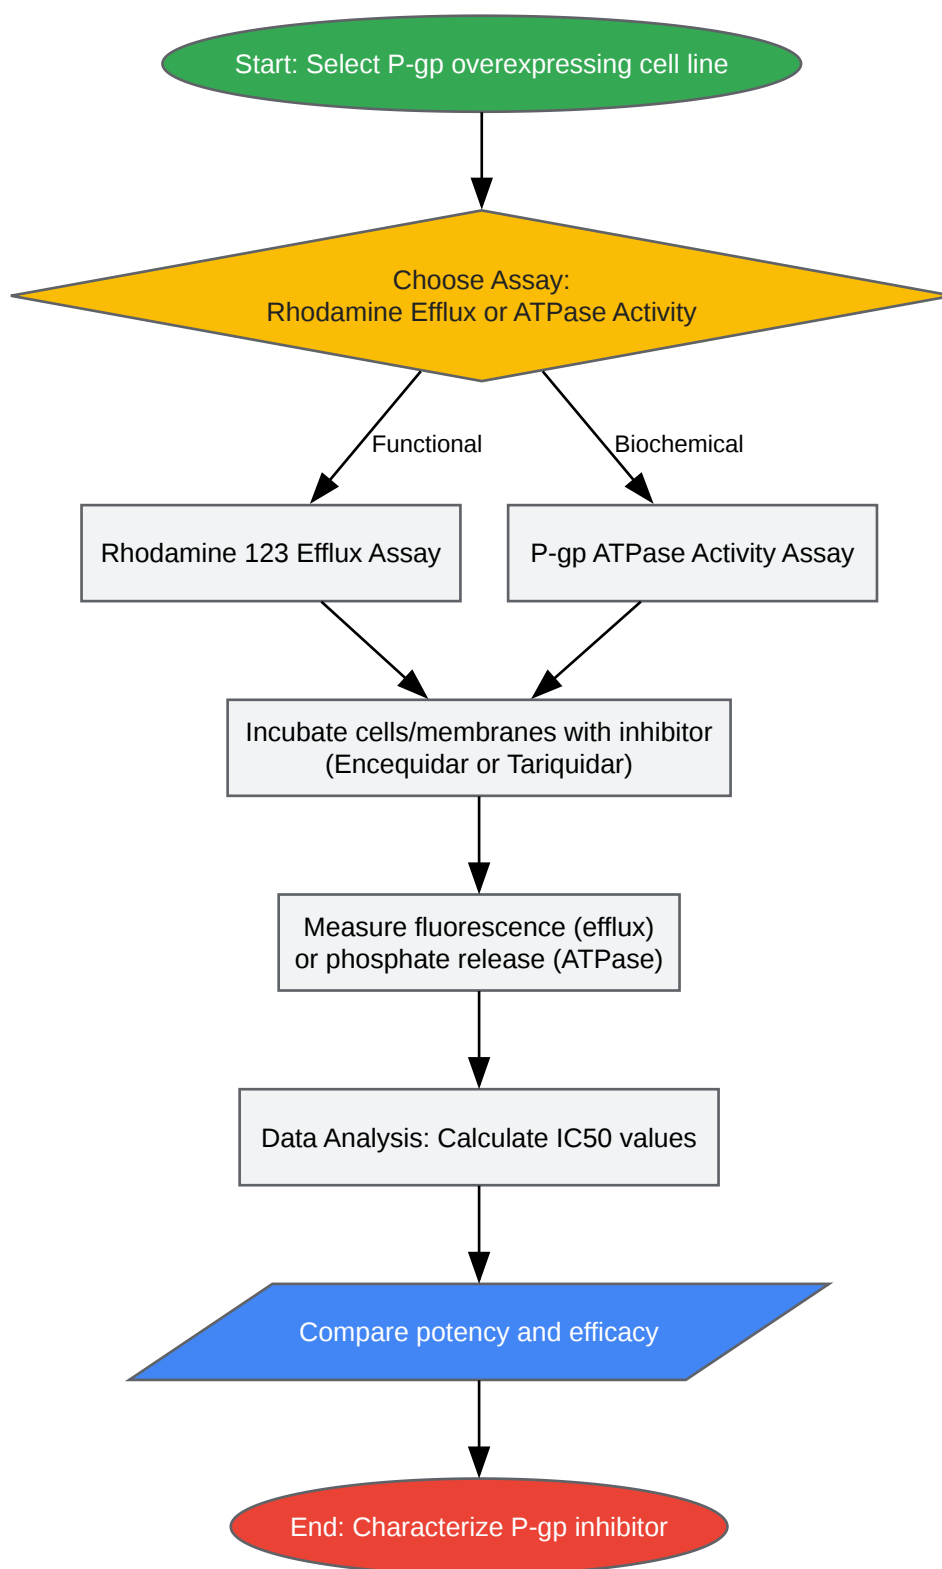 Start: Select P-gp overexpressing cell line
Choose Assay:
Rhodamine Efflux or ATPase Activity
Functional
Biochemical
Rhodamine 123 Efflux Assay
P-gp ATPase Activity Assay
Incubate cells/membranes with inhibitor
(Encequidar or Tariquidar)
Measure fluorescence (efflux)
or phosphate release (ATPase)
Data Analysis: Calculate IC50 values
Compare potency and efficacy
End: Characterize P-gp inhibitor